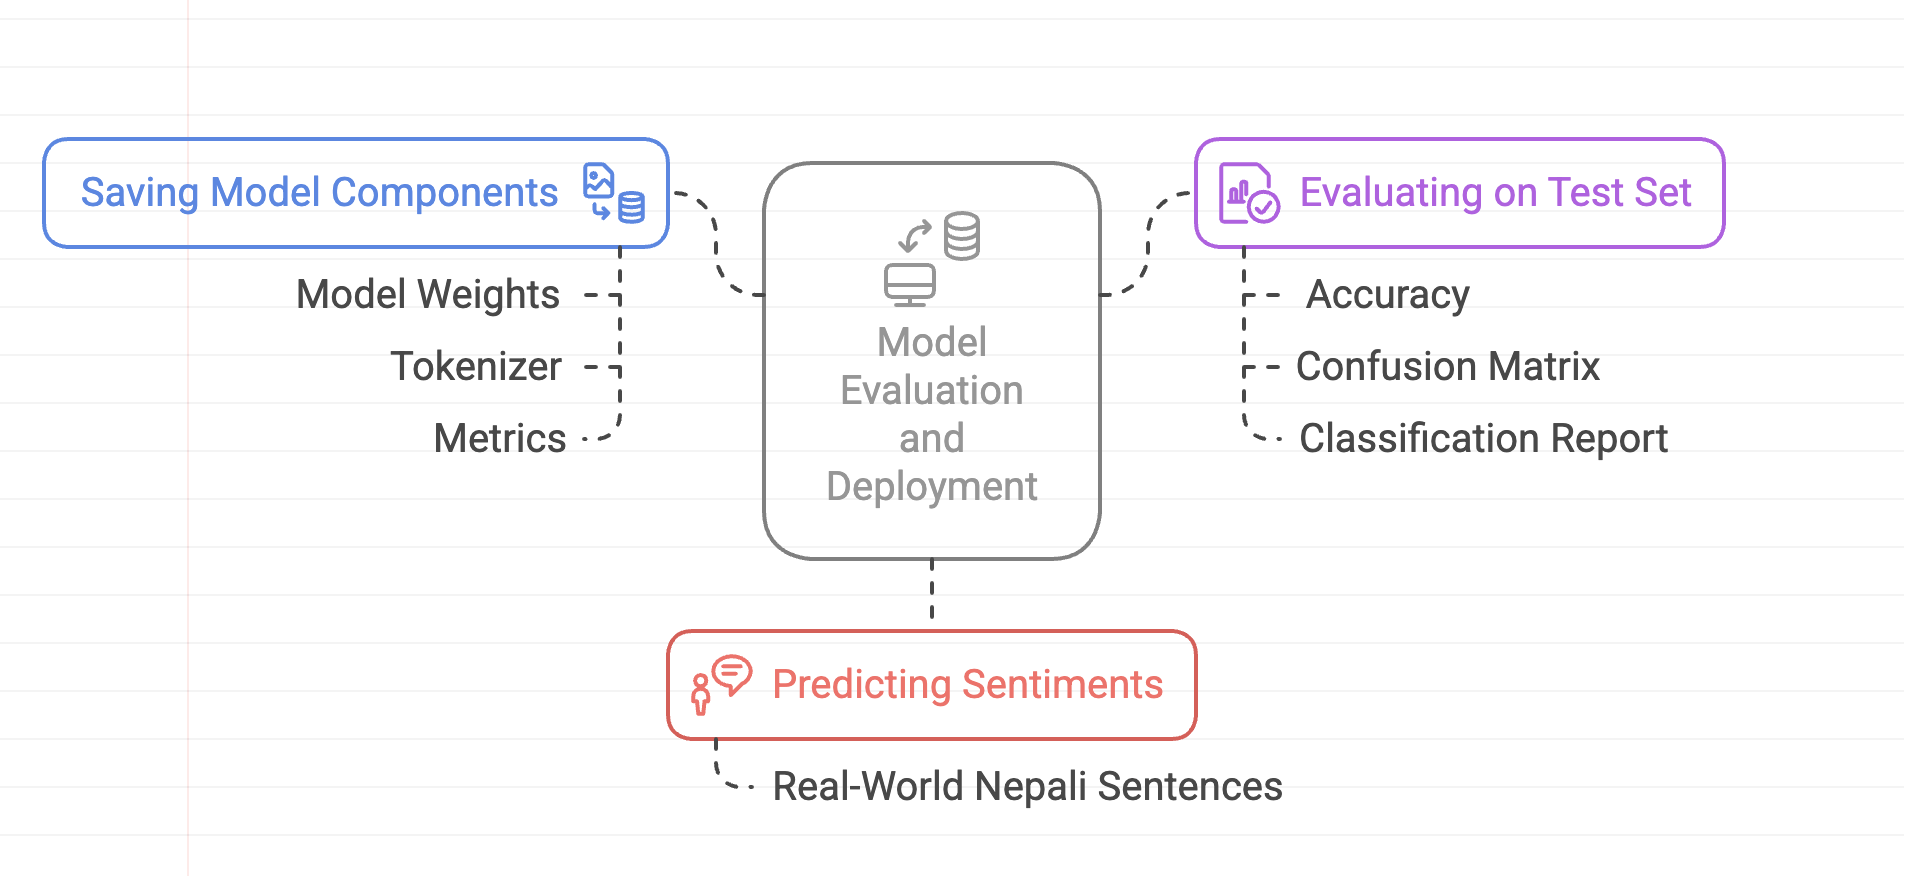 Saving Model Components
Model Weights
Tokenizer
Metrics
Model
Evaluation
and
Deployment
Evaluating on Test Set
Accuracy
Confusion Matrix
Classification Report
Predicting Sentiments
Real-World Nepali Sentences